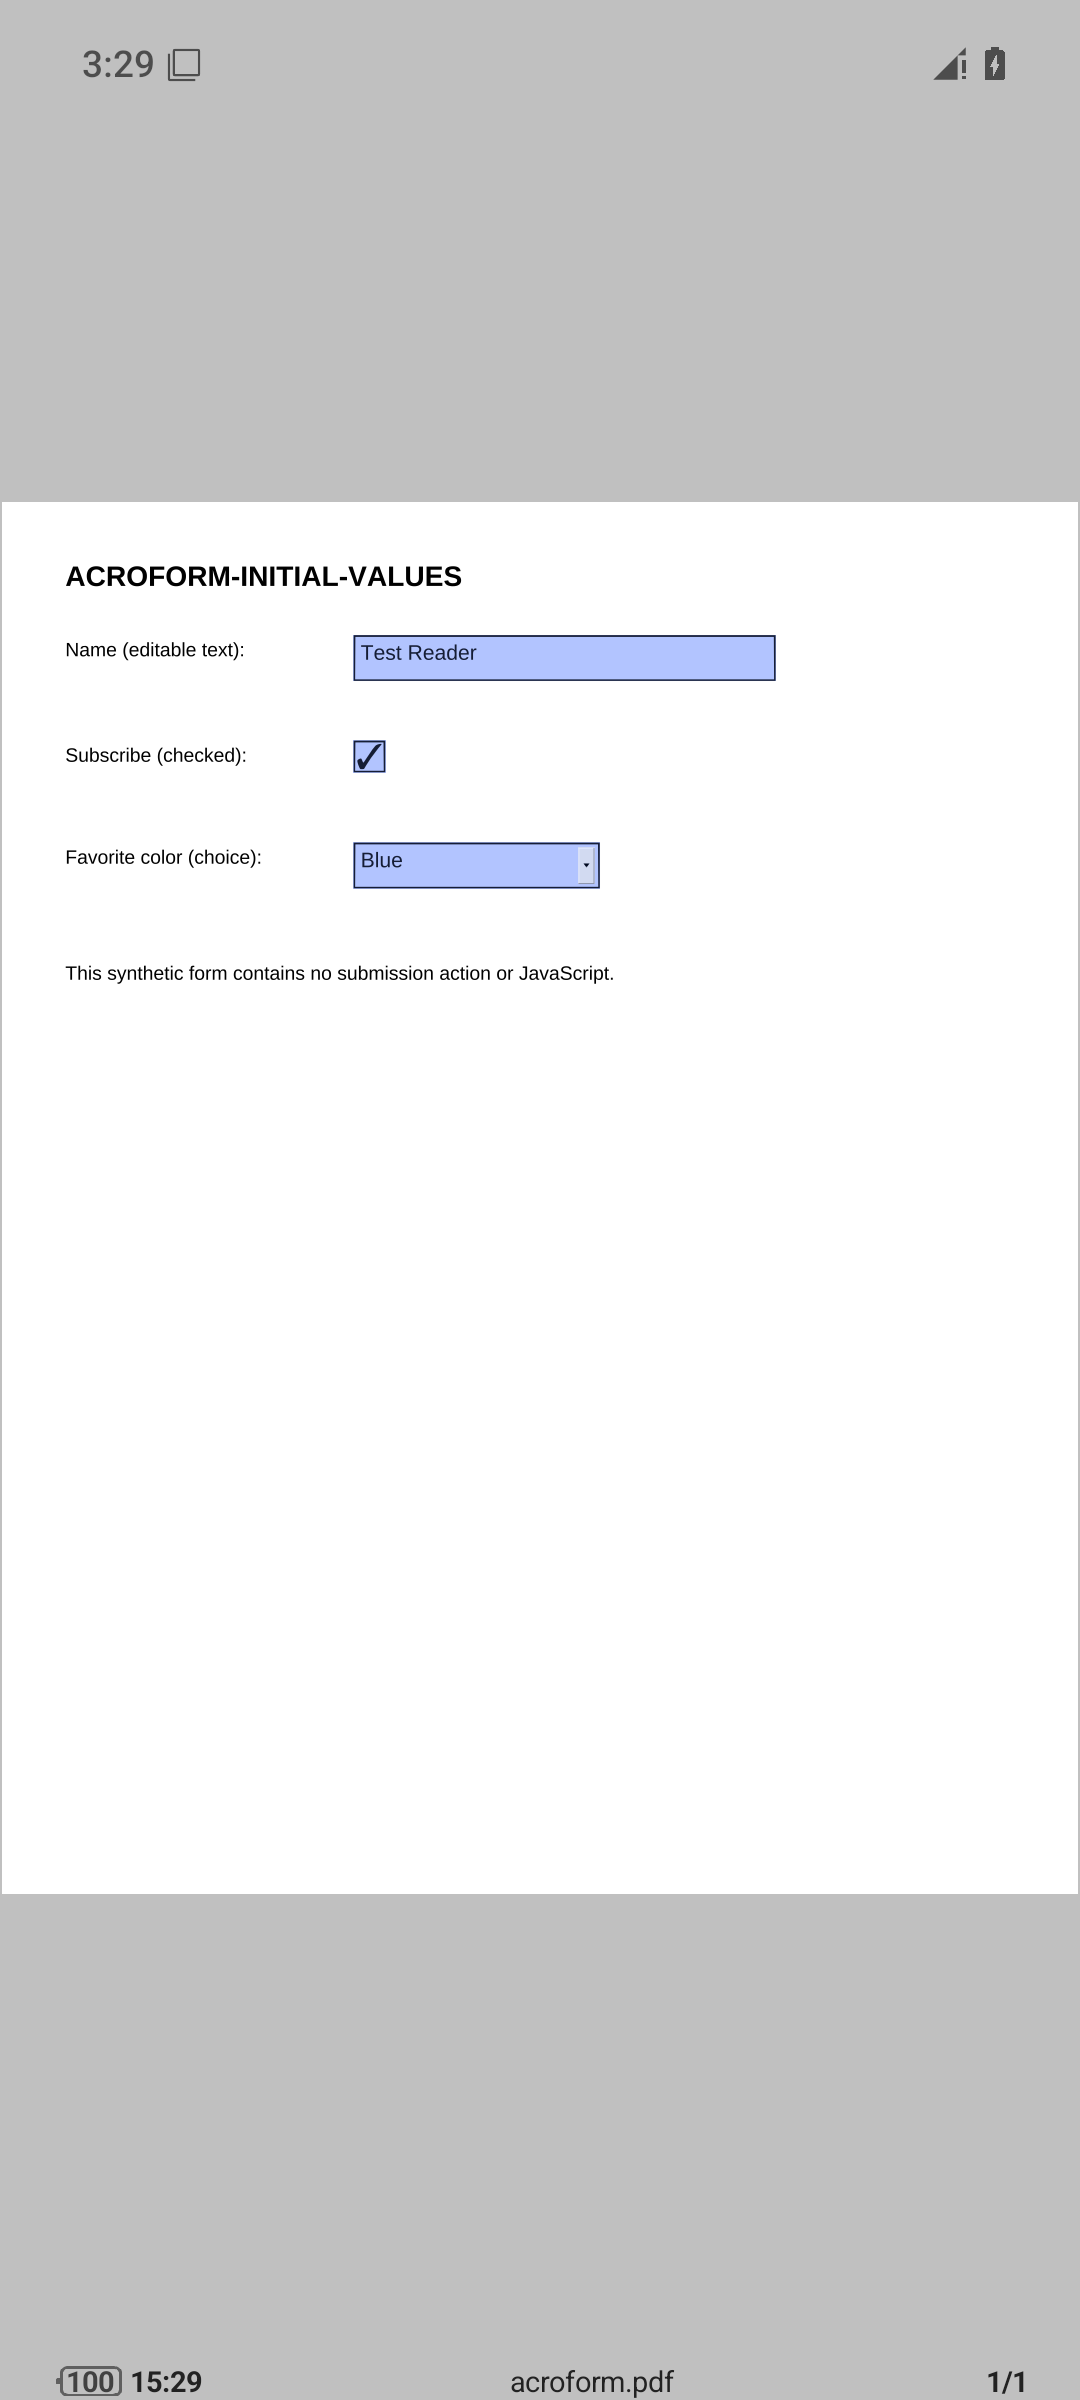 3:29
ACROFORM-INITIAL-VALUES
Name (editable text): Test Reader
Subscribe (checked):
Favorite color (choice): Blue
This synthetic form contains no submission action or JavaScript.
100 15:29 acroform.pdf 1/1